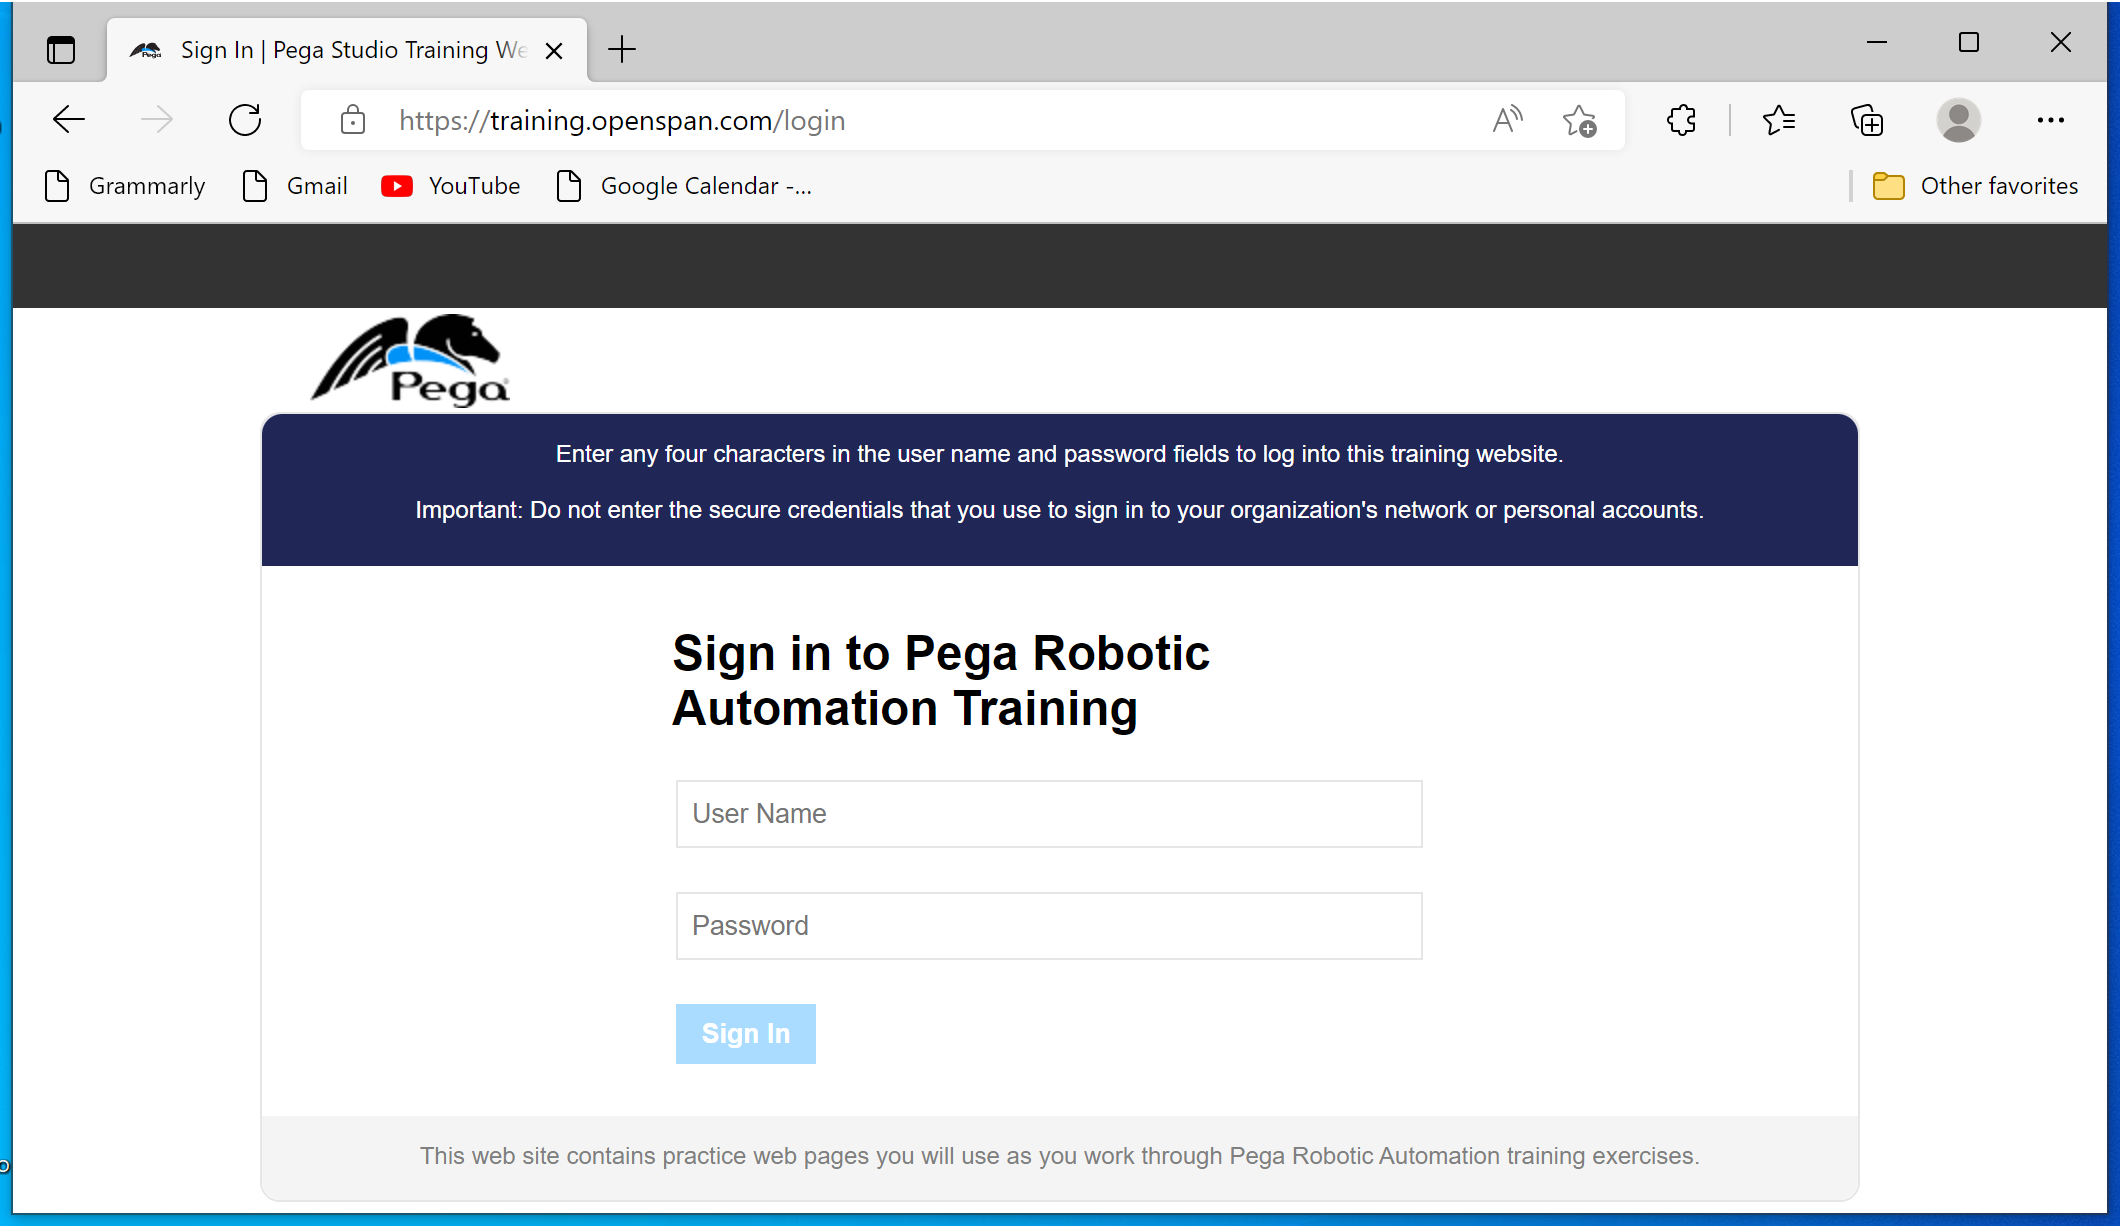 Sign In | Pega Studio Training We
https://training.openspan.com/login
Grammarly Gmail YouTube Google Calendar -... Other favorites
Pega
Enter any four characters in the user name and password fields to log into this training website.
Important: Do not enter the secure credentials that you use to sign in to your organization's network or personal accounts.
Sign in to Pega Robotic
Automation Training
User Name
Password
Sign In
This web site contains practice web pages you will use as you work through Pega Robotic Automation training exercises.